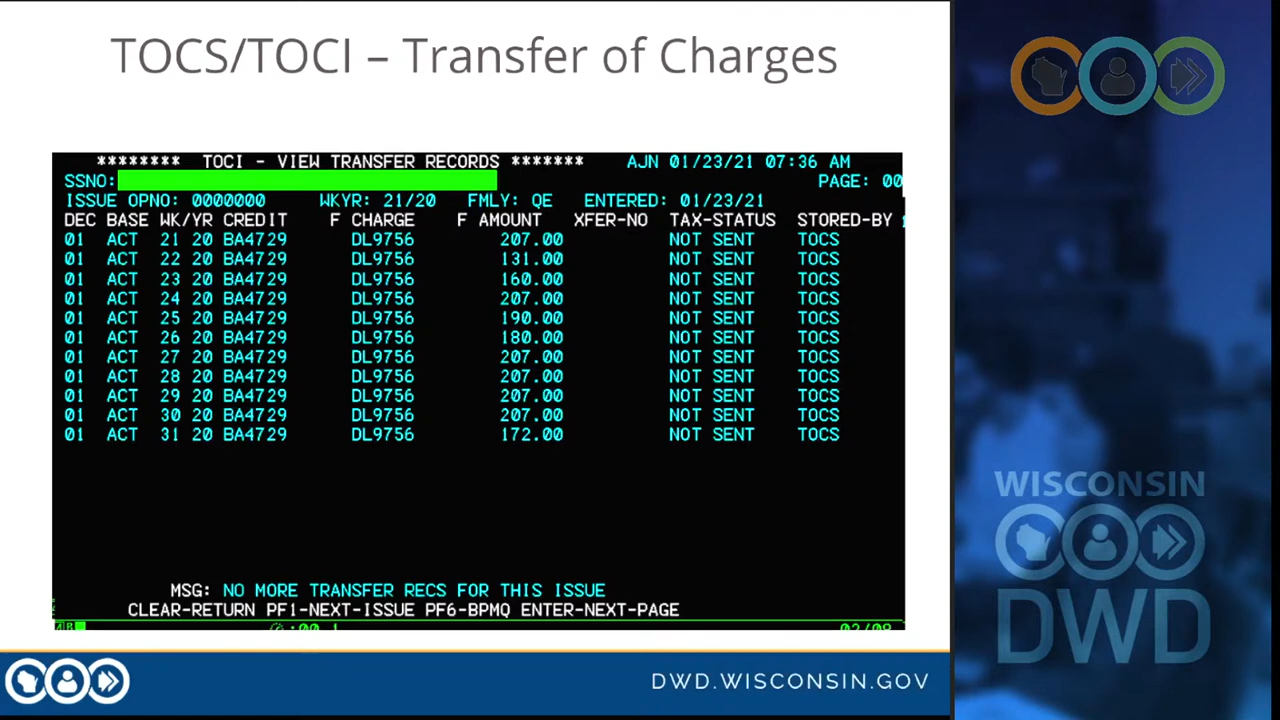 TOCS/TOCI – Transfer of Charges
******** TOCI - VIEW TRANSFER RECORDS ******* AJN 01/23/21 07:36 AM
SSNO: PAGE: 00
ISSUE OPNO: 0000000 WKYR: 21/20 FMLY: QE ENTERED: 01/23/21
DEC BASE WK/YR CREDIT F CHARGE F AMOUNT XFER-NO TAX-STATUS STORED-BY
01 ACT 21 20 BA4729 DL9756 207.00 NOT SENT TOCS
01 ACT 22 20 BA4729 DL9756 131.00 NOT SENT TOCS
01 ACT 23 20 BA4729 DL9756 160.00 NOT SENT TOCS
01 ACT 24 20 BA4729 DL9756 207.00 NOT SENT TOCS
01 ACT 25 20 BA4729 DL9756 190.00 NOT SENT TOCS
01 ACT 26 20 BA4729 DL9756 180.00 NOT SENT TOCS
01 ACT 27 20 BA4729 DL9756 207.00 NOT SENT TOCS
01 ACT 28 20 BA4729 DL9756 207.00 NOT SENT TOCS
01 ACT 29 20 BA4729 DL9756 207.00 NOT SENT TOCS
01 ACT 30 20 BA4729 DL9756 207.00 NOT SENT TOCS
01 ACT 31 20 BA4729 DL9756 172.00 NOT SENT TOCS
MSG: NO MORE TRANSFER RECS FOR THIS ISSUE
CLEAR-RETURN PF1-NEXT-ISSUE PF6-BPMQ ENTER-NEXT-PAGE
DWD.WISCONSIN.GOV
WISCONSIN
DWD